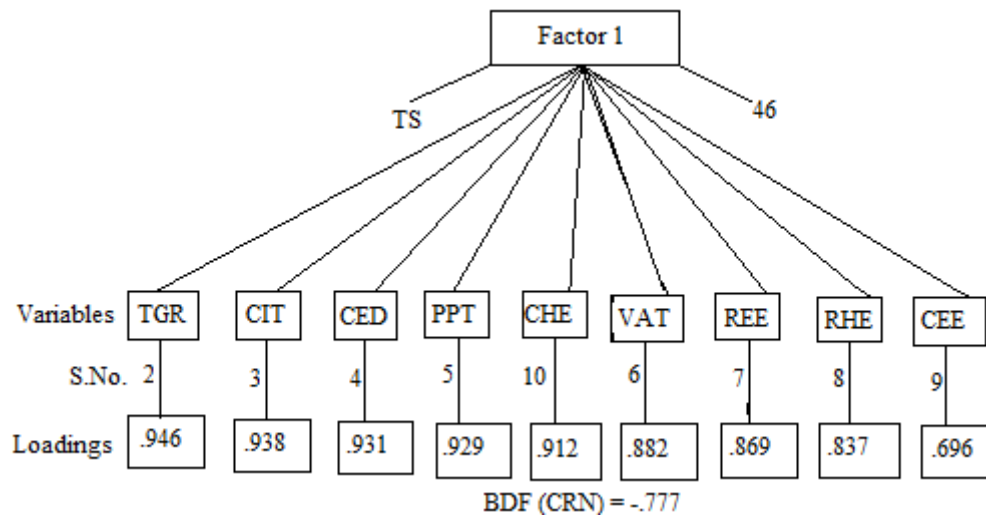 Factor 1
TS 46
Variables TGR CIT CED PPT CHE VAT REE RHE CEE
S.No. 2 3 4 5 10 6 7 8 9
Loadings .946 .938 .931 .929 .912 .882 .869 .837 .696
BDF (CRN) = -.777